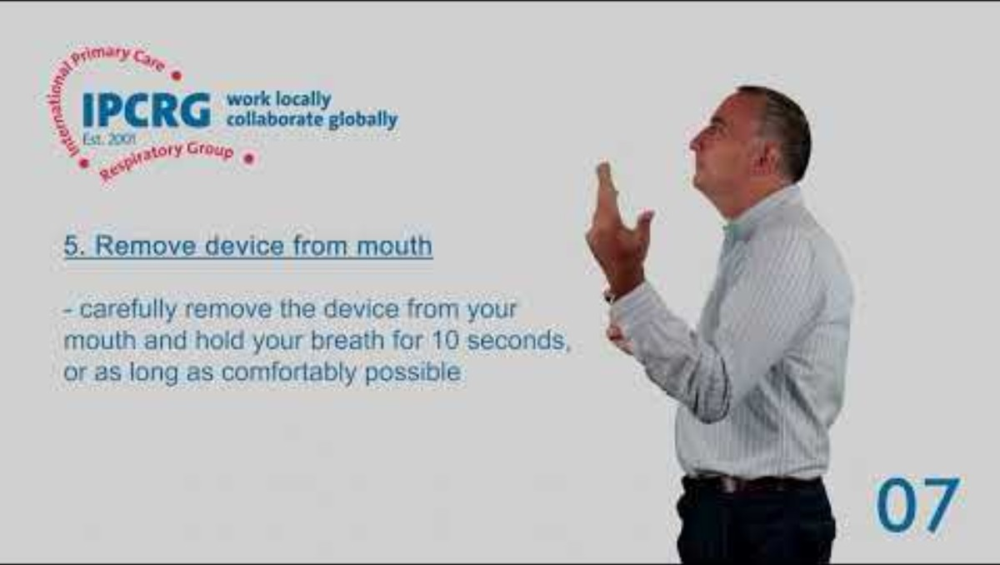 International Primary Care
IPCRG
Est. 2001
Respiratory Group
work locally
collaborate globally
5. Remove device from mouth
- carefully remove the device from your
mouth and hold your breath for 10 seconds,
or as long as comfortably possible
07